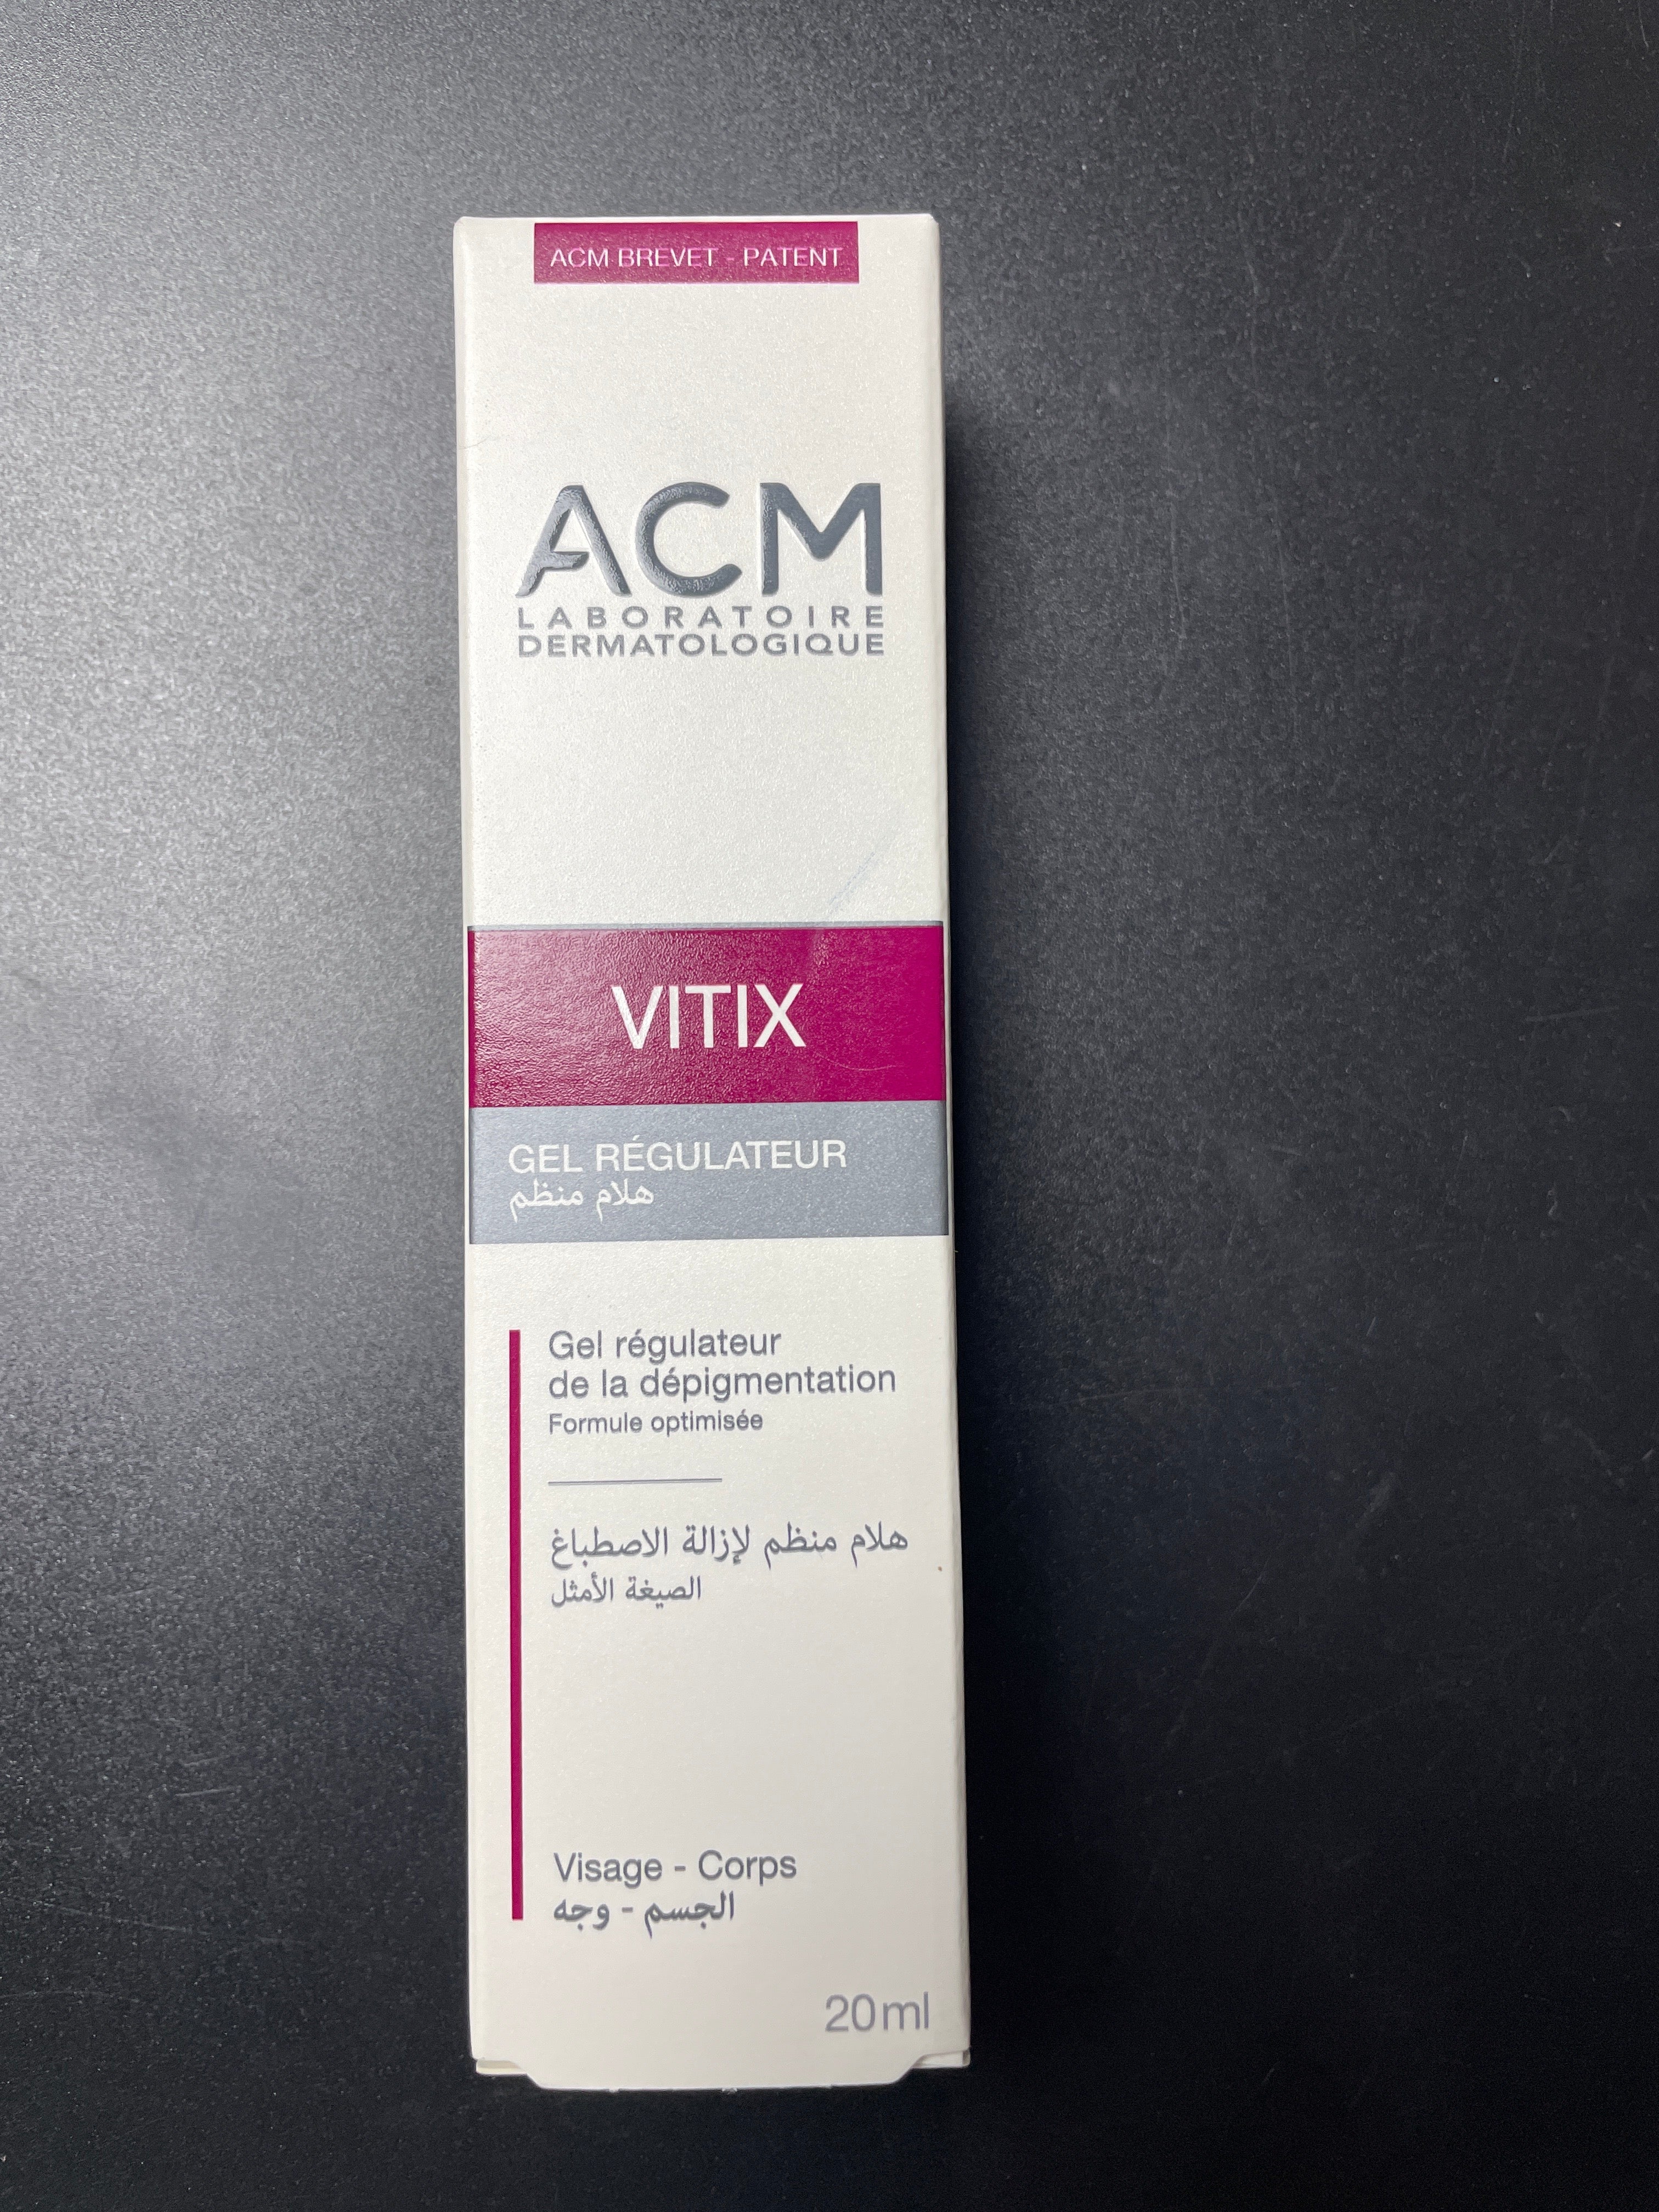 ACM BREVET - PATENT
ACM
LABORATOIRE
DERMATOLOGIQUE
VITIX
GEL RÉGULATEUR
هلام منظم
Gel régulateur
de la dépigmentation
Formule optimisée
هلام منظم لإزالة الاصطباغ
الصيغة الأمثل
Visage - Corps
الجسم - وجه
20ml